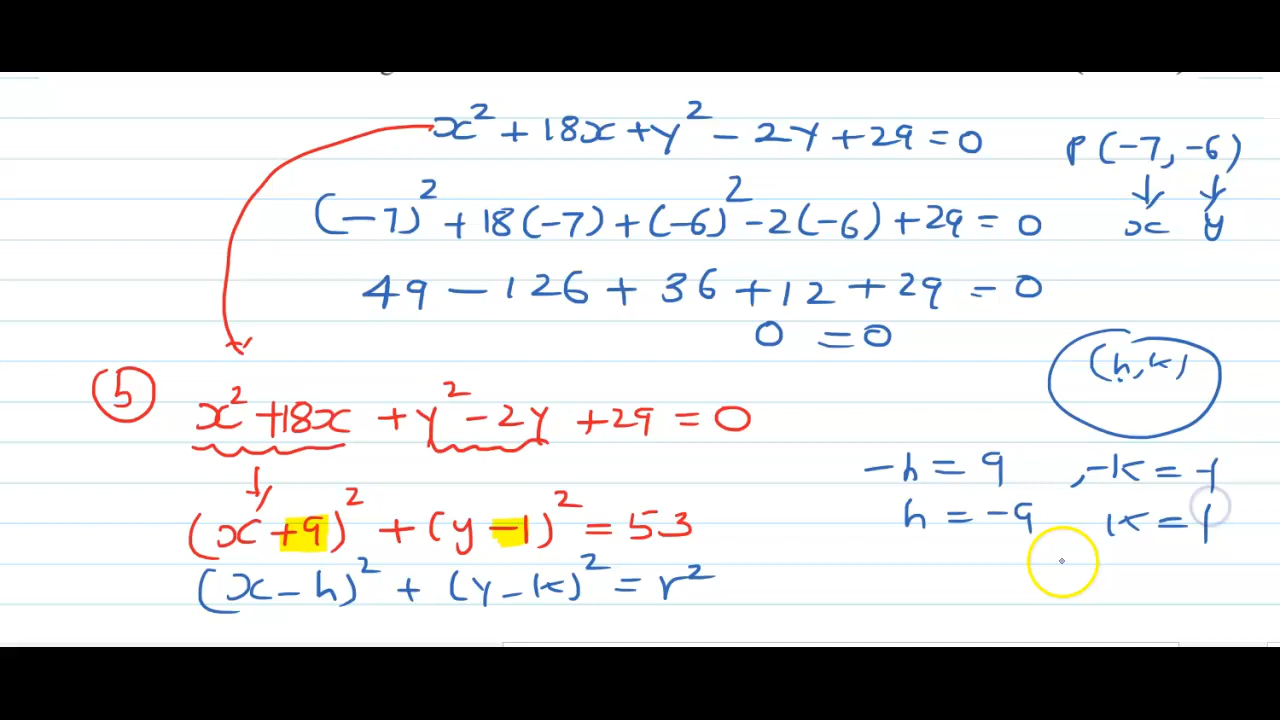 x² + 18x + y² - 2y + 29 = 0
P(-7, -6)
x y
(-7)² + 18(-7) + (-6)² - 2(-6) + 29 = 0
49 - 126 + 36 + 12 + 29 = 0
0 = 0
(h, k)
5
x² + 18x + y² - 2y + 29 = 0
-h = 9 , -k = -1
h = -9 k = 1
(x + 9)² + (y - 1)² = 53
(x - h)² + (y - k)² = r²